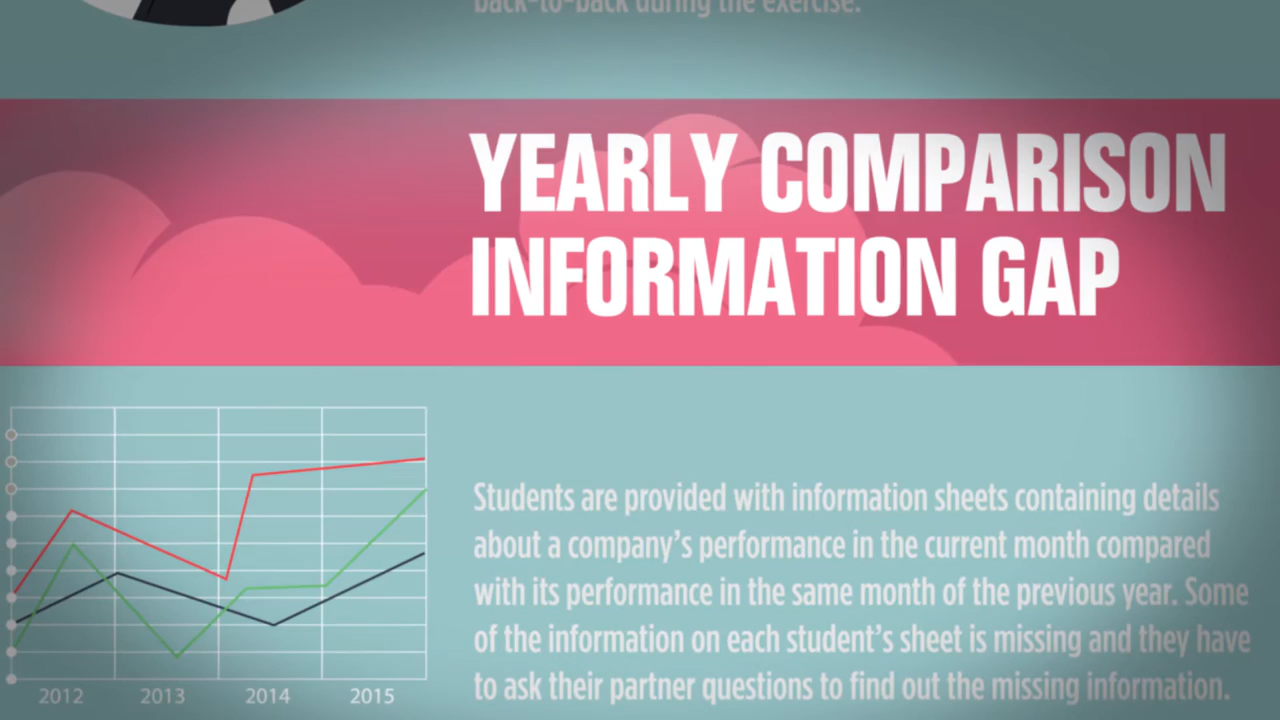 back-to-back during the exercise.
YEARLY COMPARISON
INFORMATION GAP
Students are provided with information sheets containing details
about a company's performance in the current month compared
with its performance in the same month of the previous year. Some
of the information on each student's sheet is missing and they have
to ask their partner questions to find out the missing information.
2012 2013 2014 2015